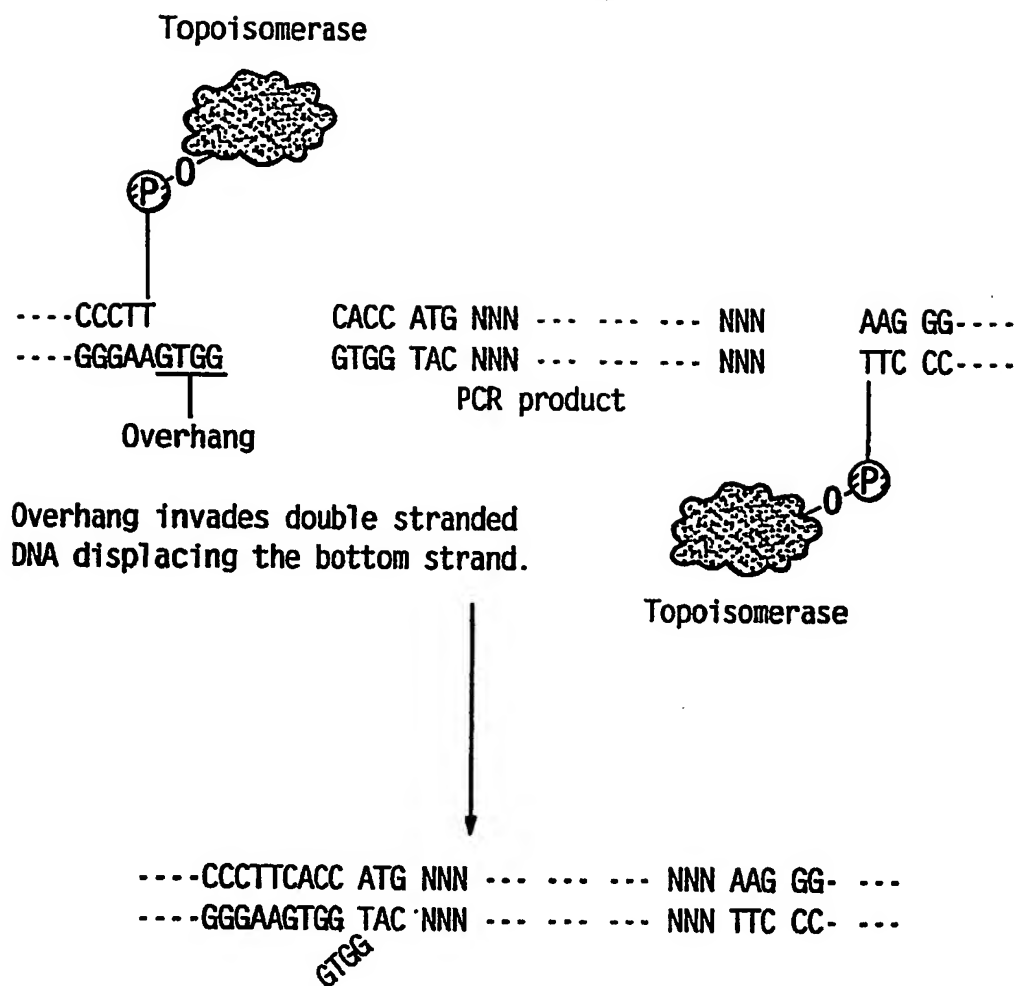 Topoisomerase
O
P
----CCCTT CACC ATG NNN --- --- --- NNN AAG GG----
----GGGAAGTGG GTGG TAC NNN --- --- --- NNN TTC CC----
PCR product
Overhang
O P
Overhang invades double stranded
DNA displacing the bottom strand.
Topoisomerase
----CCCTTCACC ATG NNN --- --- --- NNN AAG GG- ---
----GGGAAGTGG TAC NNN --- --- --- NNN TTC CC- ---
GTGG